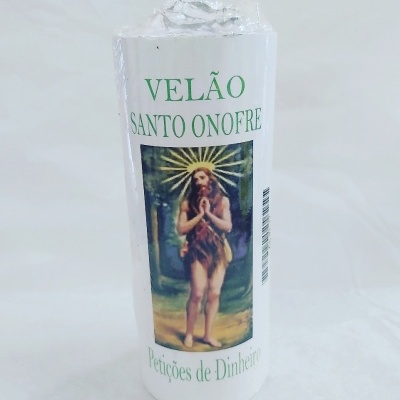 VELÃO
SANTO ONOFRE
Petições de Dinheiro